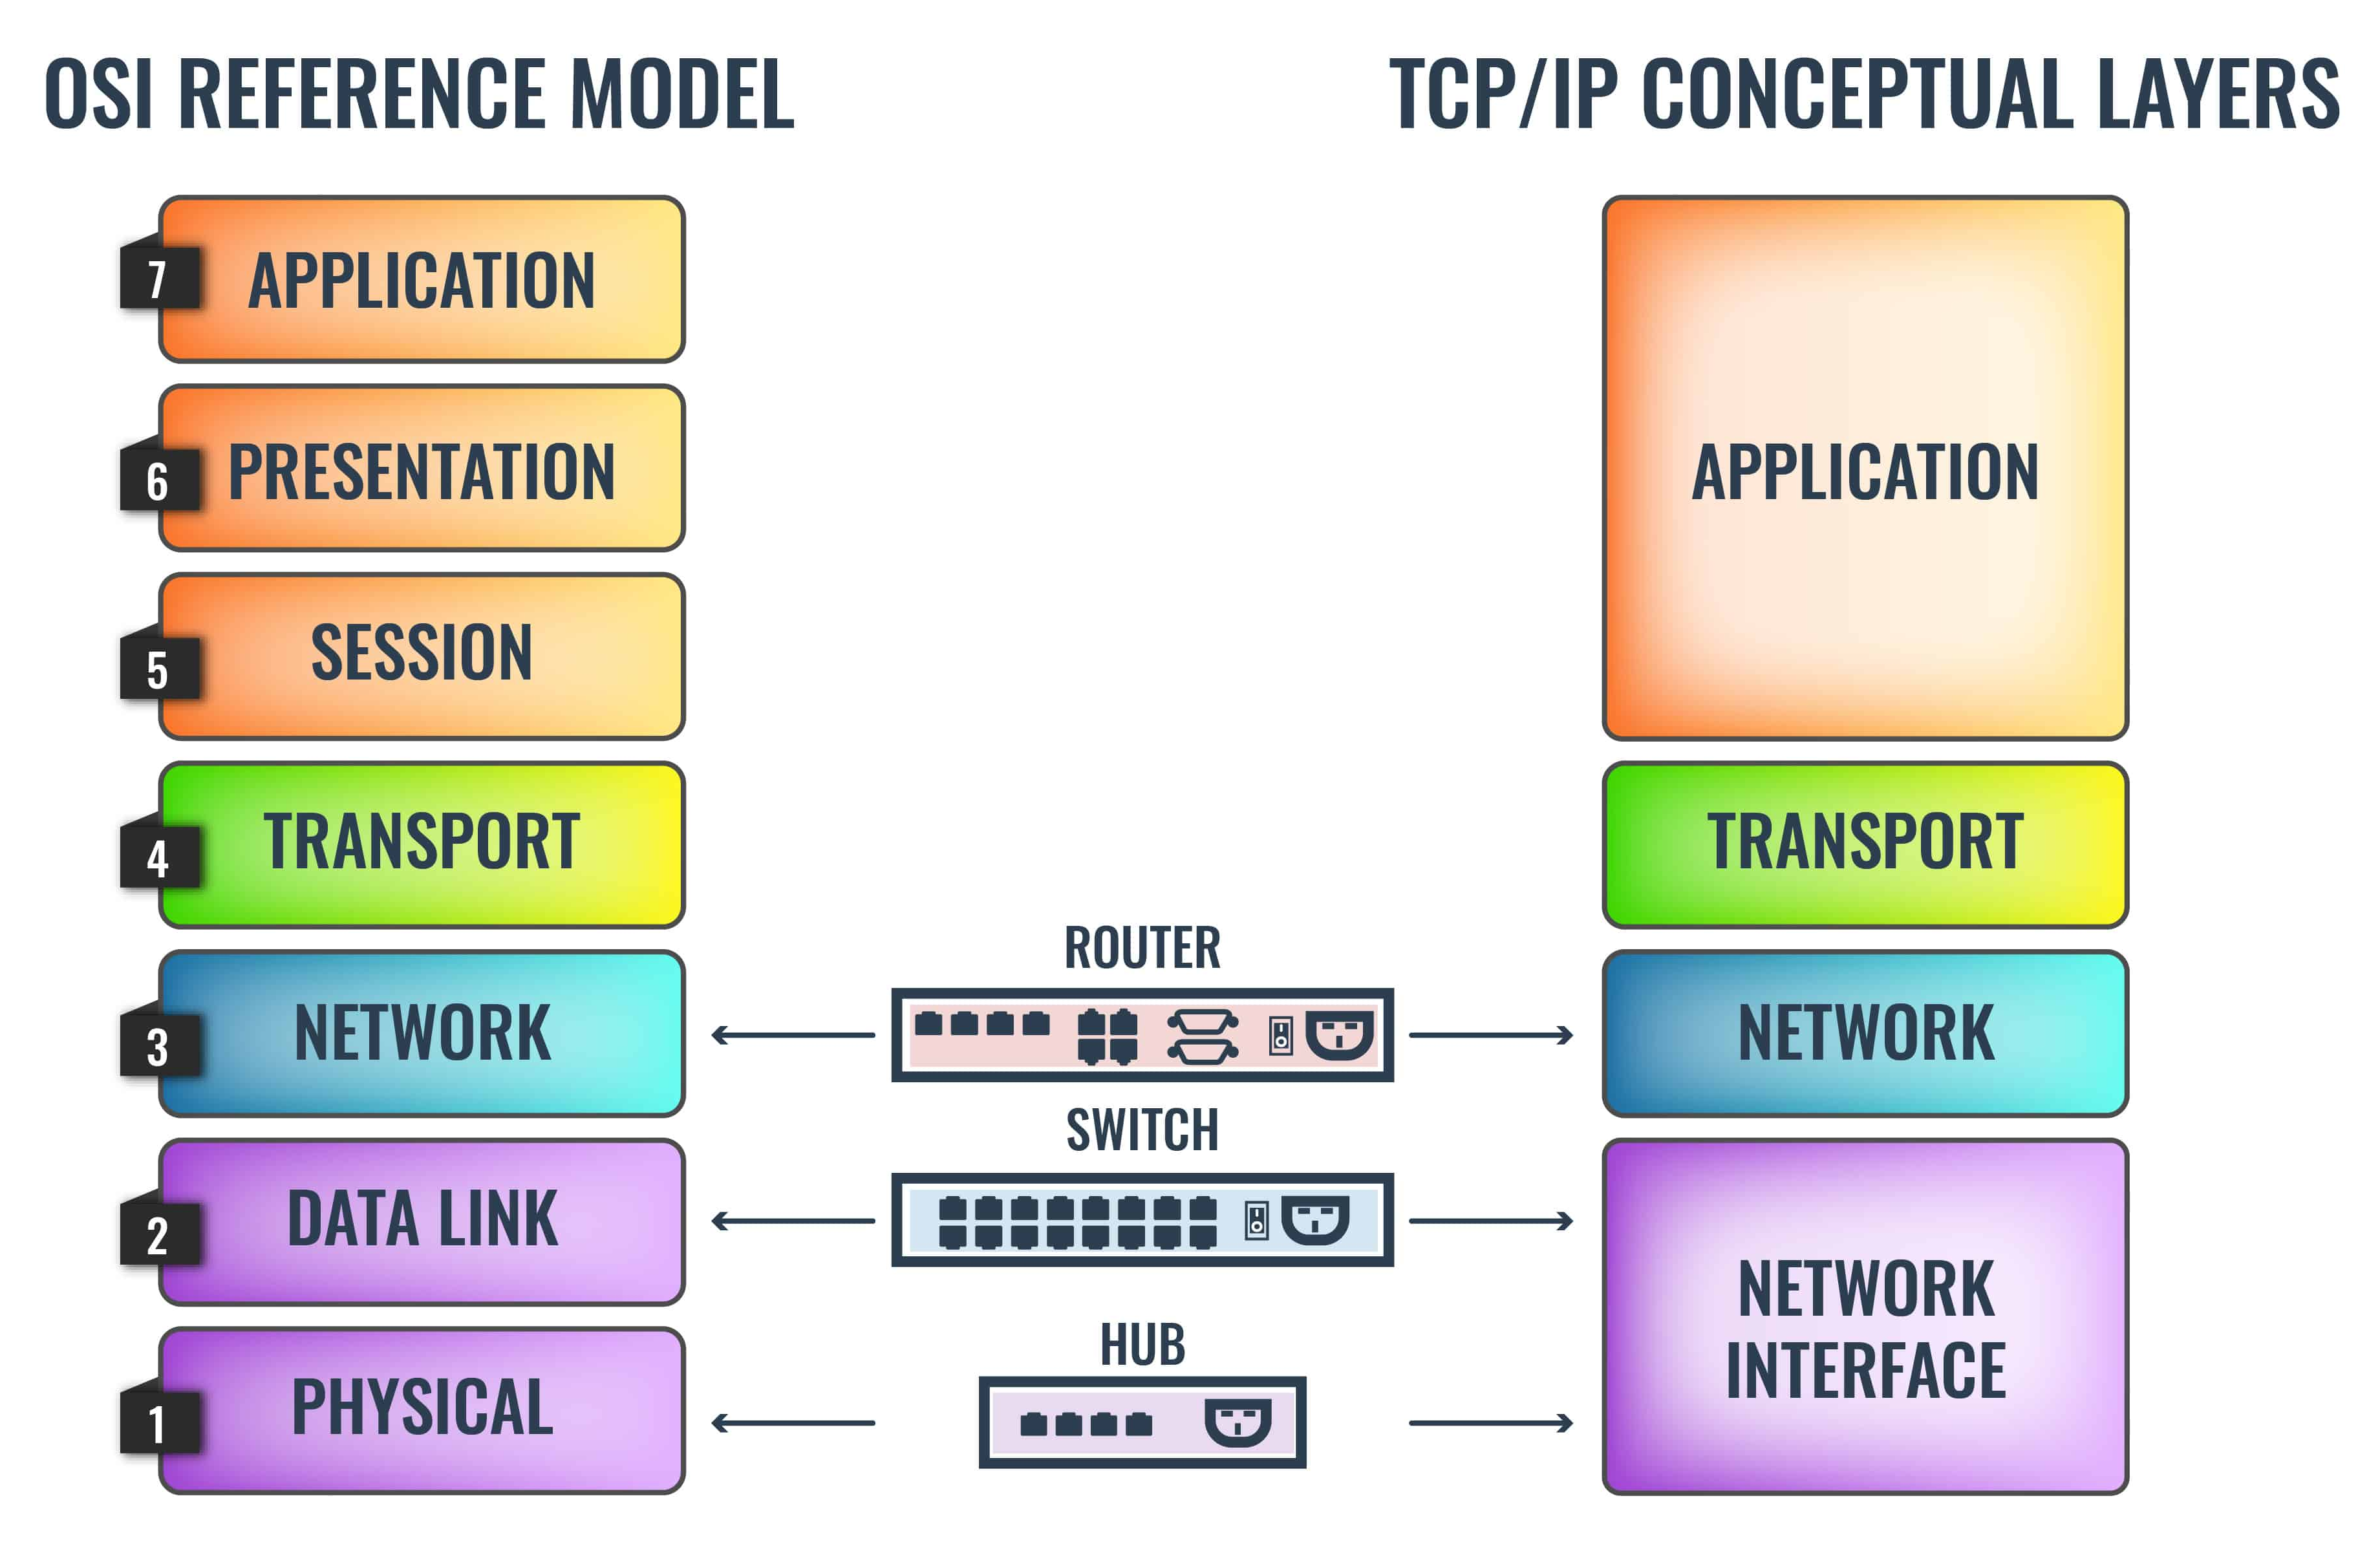 OSI REFERENCE MODEL
TCP/IP CONCEPTUAL LAYERS
7
APPLICATION
6
PRESENTATION
5
SESSION
4
TRANSPORT
3
NETWORK
2
DATA LINK
1
PHYSICAL
ROUTER
SWITCH
HUB
APPLICATION
TRANSPORT
NETWORK
NETWORK
INTERFACE